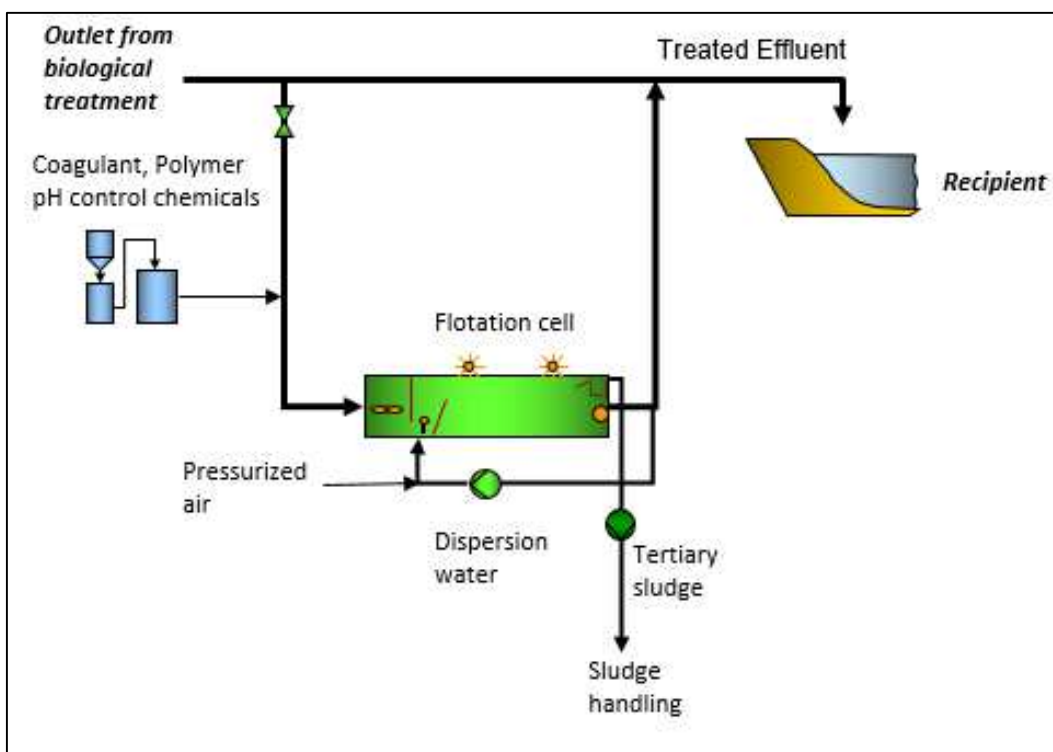 Outlet from
biological
treatment
Treated Effluent
Coagulant, Polymer
pH control chemicals
Recipient
Flotation cell
Pressurized
air
Dispersion
water
Tertiary
sludge
Sludge
handling